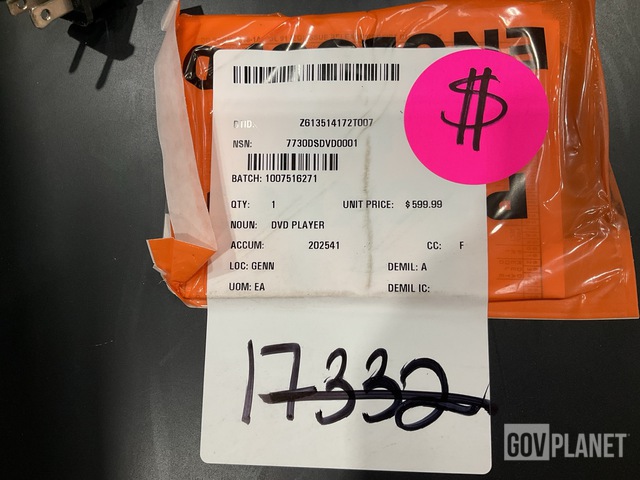 $
DTID: ZG13514172T007
NSN: 7730DSDVD0001
BATCH: 1007516271
QTY: 1 UNIT PRICE: $ 599.99
NOUN: DVD PLAYER
ACCUM: 202541 CC: F
LOC: GENN DEMIL: A
UOM: EA DEMIL IC:
17332
GOVPLANET